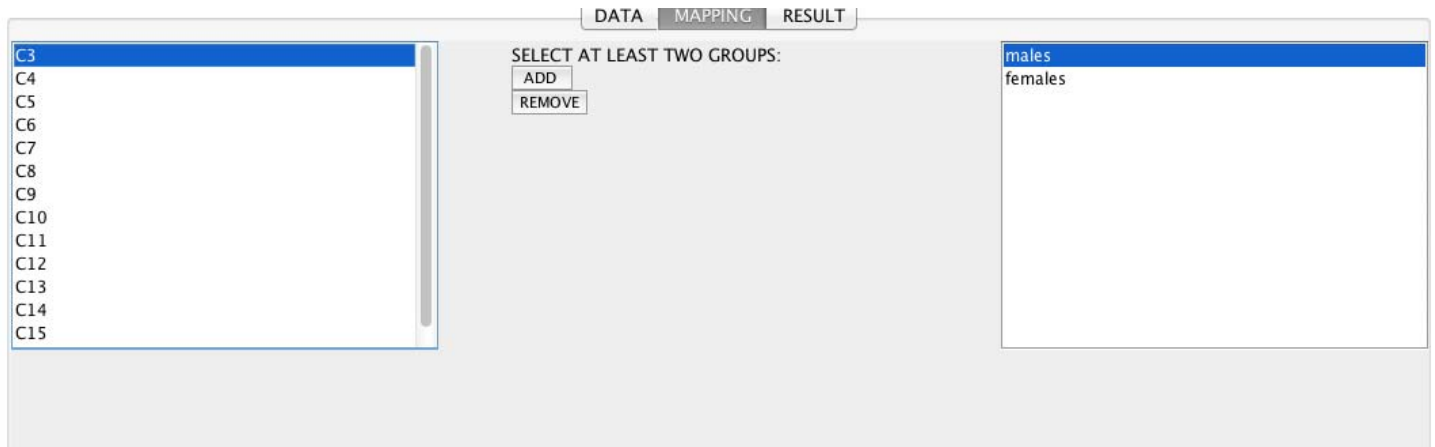 DATA MAPPING RESULT
C3
C4
C5
C6
C7
C8
C9
C10
C11
C12
C13
C14
C15
SELECT AT LEAST TWO GROUPS:
ADD
REMOVE
males
females